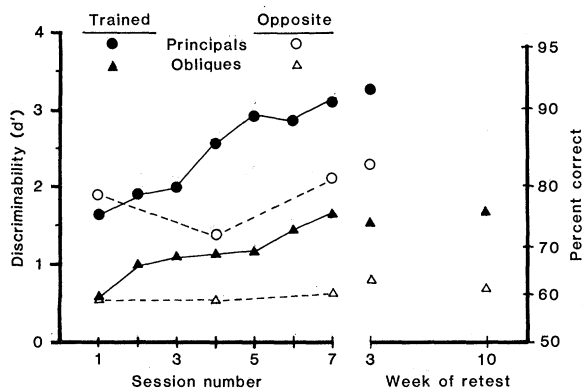 Trained Opposite
Principals
Obliques
4
3
2
1
0
Discriminability (d')
95
90
80
70
60
50
Percent correct
1 3 5 7 3 10
Session number Week of retest